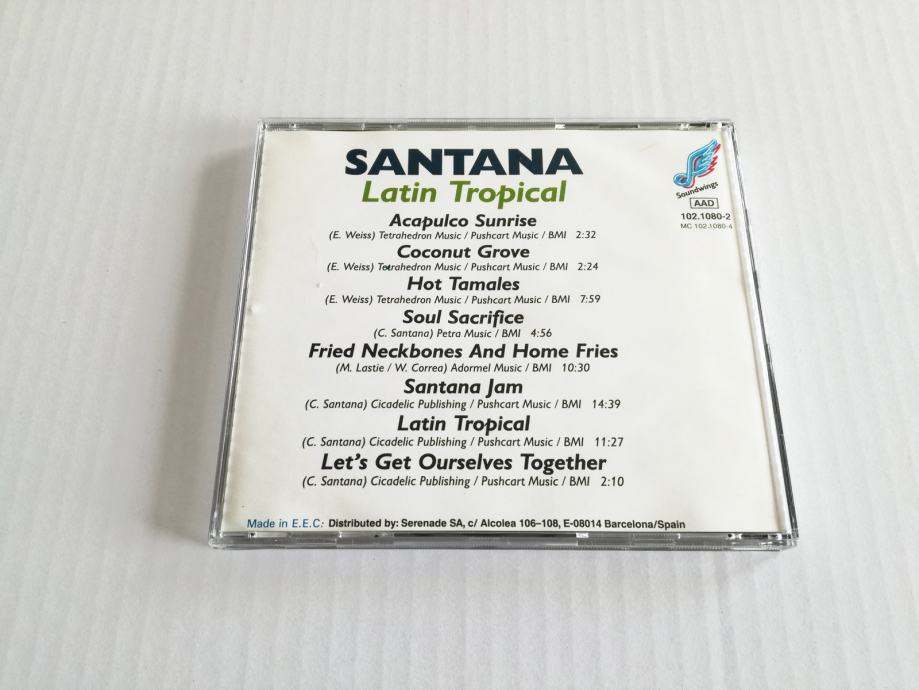 SANTANA
Latin Tropical
Soundwings
AAD
102.1080-2
MC 102.1080-4
Acapulco Sunrise
(E. Weiss) Tetrahedron Music / Pushcart Music / BMI 2:32
Coconut Grove
(E. Weiss) Tetrahedron Music / Pushcart Music / BMI 2:24
Hot Tamales
(E. Weiss) Tetrahedron Music / Pushcart Music / BMI 7:59
Soul Sacrifice
(C. Santana) Petra Music / BMI 4:56
Fried Neckbones And Home Fries
(M. Lastie / W. Correa) Adormel Music / BMI 10:30
Santana Jam
(C. Santana) Cicadelic Publishing / Pushcart Music / BMI 14:39
Latin Tropical
(C. Santana) Cicadelic Publishing / Pushcart Music / BMI 11:27
Let's Get Ourselves Together
(C. Santana) Cicadelic Publishing / Pushcart Music / BMI 2:10
Made in E.E.C.: Distributed by: Serenade SA, c/ Alcolea 106–108, E-08014 Barcelona/Spain